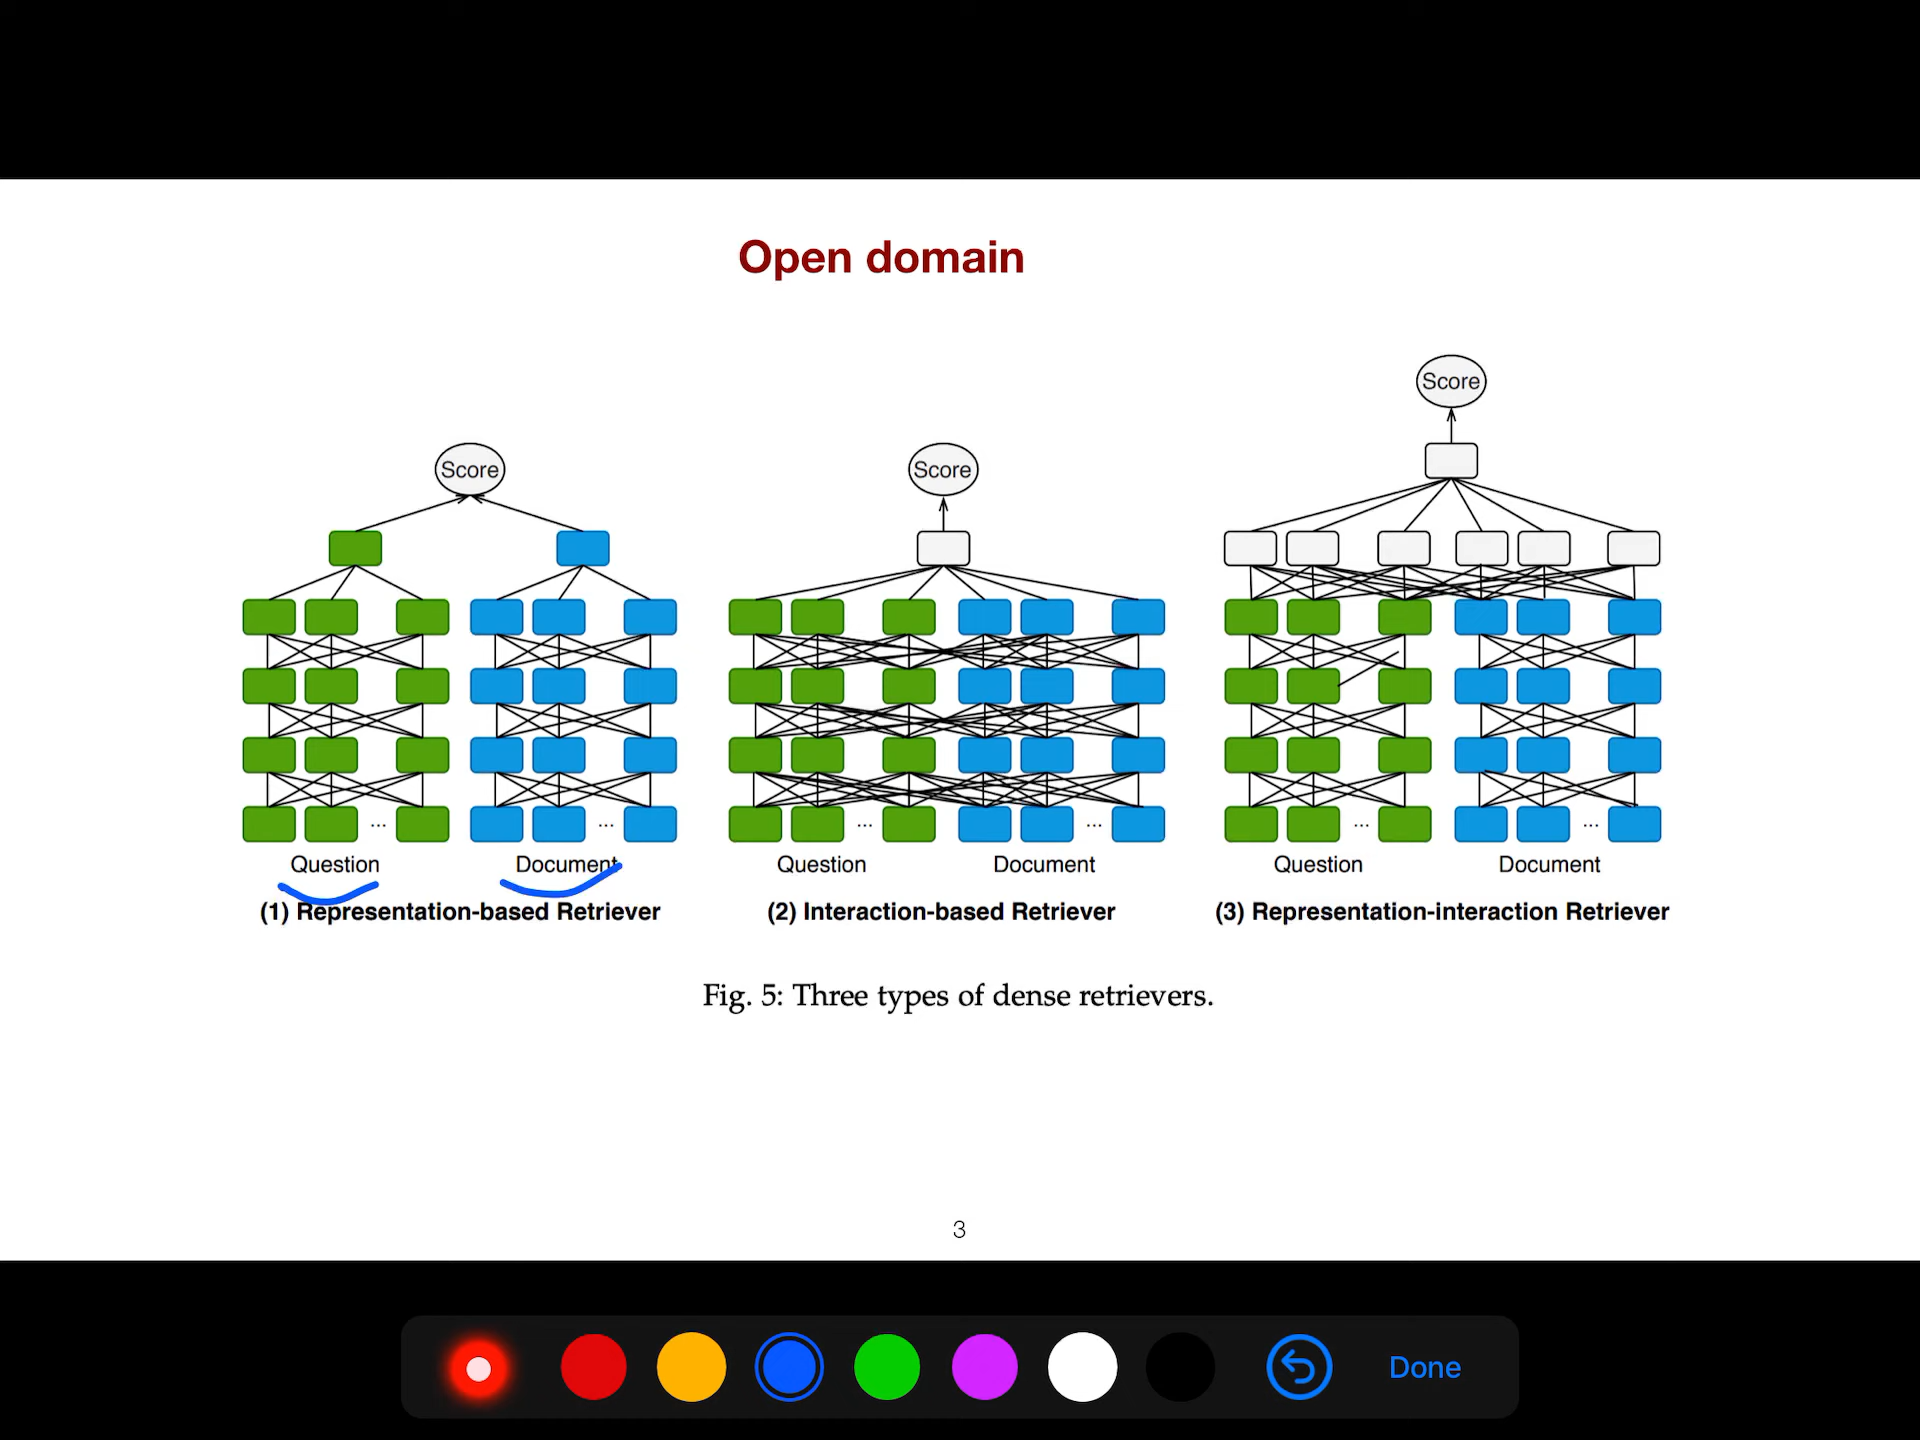 Open domain
Score
Score
Score
... ... ... ... ... ...
Question Document Question Document Question Document
(1) Representation-based Retriever (2) Interaction-based Retriever (3) Representation-interaction Retriever
Fig. 5: Three types of dense retrievers.
3
Done